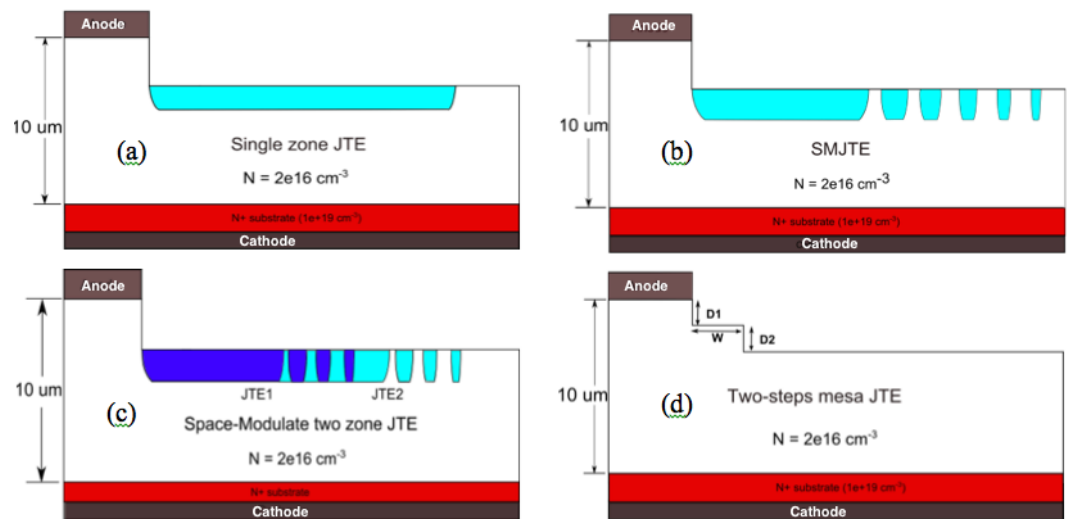 Anode
10 um
(a)
Single zone JTE
N = 2e16 cm⁻³
N+ substrate (1e+19 cm⁻³)
Cathode
Anode
10 um
(b)
SMJTE
N = 2e16 cm⁻³
N+ substrate (1e+19 cm⁻³)
Cathode
Anode
10 um
JTE1
JTE2
(c)
Space-Modulate two zone JTE
N = 2e16 cm⁻³
N+ substrate
Cathode
Anode
D1
W
D2
10 um
(d)
Two-steps mesa JTE
N = 2e16 cm⁻³
N+ substrate (1e+19 cm⁻³)
Cathode